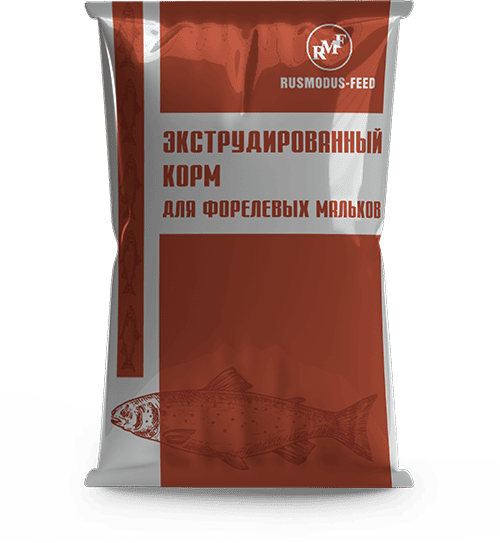 RMF
RUSMODUS-FEED
ЭКСТРУДИРОВАННЫЙ
КОРМ
ДЛЯ ФОРЕЛЕВЫХ МАЛЬКОВ